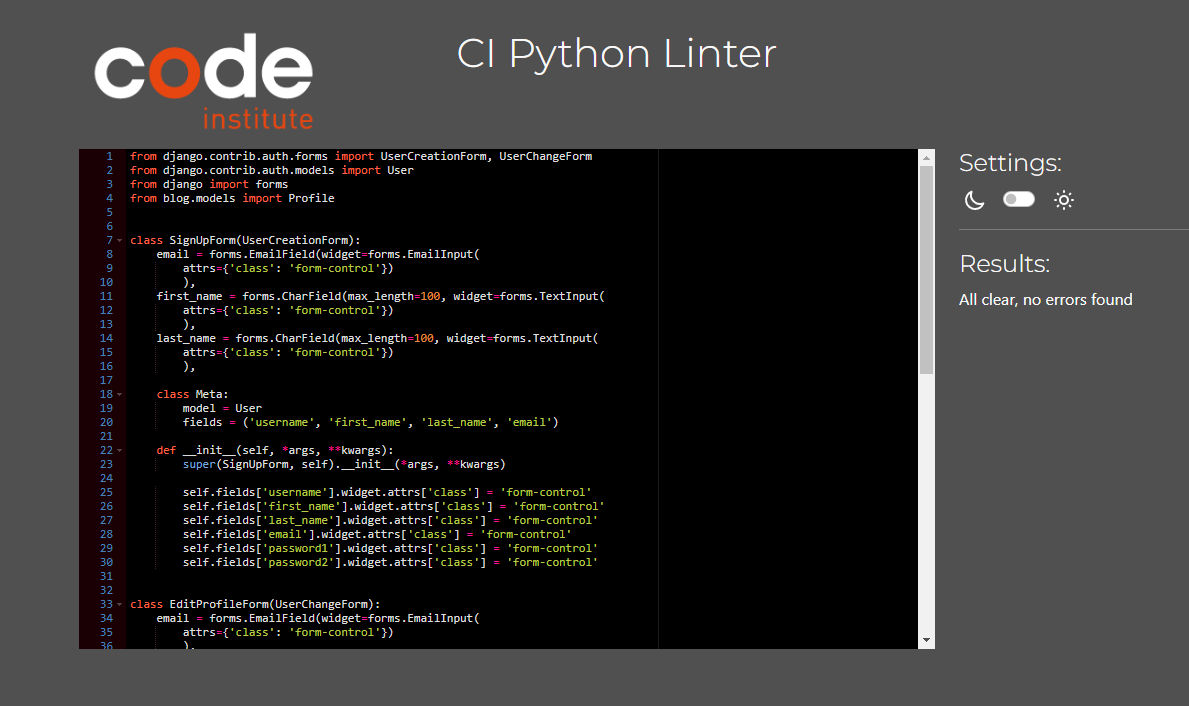 code
institute
CI Python Linter
1 from django.contrib.auth.forms import UserCreationForm, UserChangeForm
2 from django.contrib.auth.models import User
3 from django import forms
4 from blog.models import Profile
5
6
7 class SignUpForm(UserCreationForm):
8     email = forms.EmailField(widget=forms.EmailInput(
9         attrs={'class': 'form-control'})
10         ),
11     first_name = forms.CharField(max_length=100, widget=forms.TextInput(
12         attrs={'class': 'form-control'})
13         ),
14     last_name = forms.CharField(max_length=100, widget=forms.TextInput(
15         attrs={'class': 'form-control'})
16         ),
17
18     class Meta:
19         model = User
20         fields = ('username', 'first_name', 'last_name', 'email')
21
22     def __init__(self, *args, **kwargs):
23         super(SignUpForm, self).__init__(*args, **kwargs)
24
25         self.fields['username'].widget.attrs['class'] = 'form-control'
26         self.fields['first_name'].widget.attrs['class'] = 'form-control'
27         self.fields['last_name'].widget.attrs['class'] = 'form-control'
28         self.fields['email'].widget.attrs['class'] = 'form-control'
29         self.fields['password1'].widget.attrs['class'] = 'form-control'
30         self.fields['password2'].widget.attrs['class'] = 'form-control'
31
32
33 class EditProfileForm(UserChangeForm):
34     email = forms.EmailField(widget=forms.EmailInput(
35         attrs={'class': 'form-control'})
36         ),
Settings:
Results:
All clear, no errors found